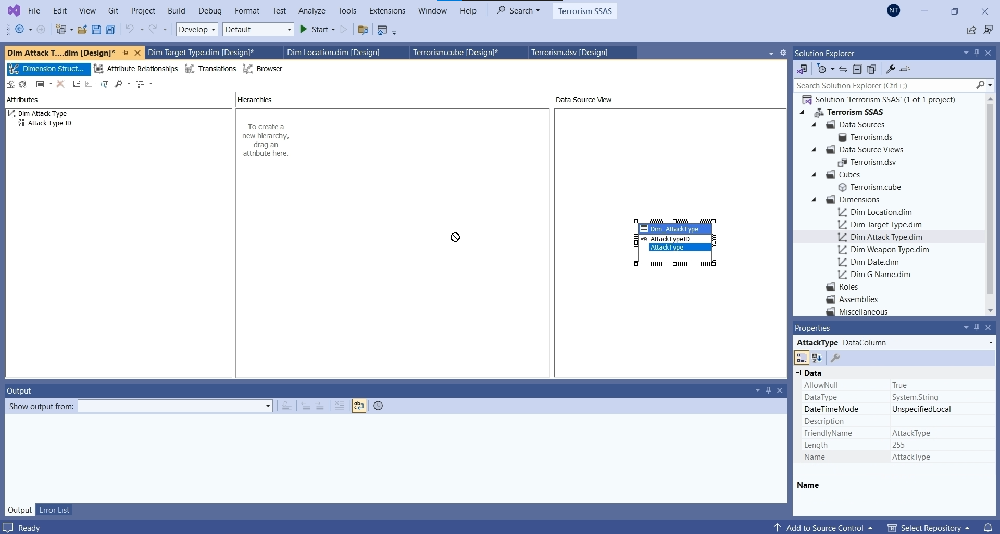 File Edit View Git Project Build Debug Format Test Analyze Tools Extensions Window Help Search Terrorism SSAS NT
Develop Default Start
Dim Attack T....dim [Design]* Dim Target Type.dim [Design]* Dim Location.dim [Design] Terrorism.cube [Design]* Terrorism.dsv [Design]
Dimension Struct... Attribute Relationships Translations Browser
Attributes
Dim Attack Type
Attack Type ID
Hierarchies
To create a
new hierarchy,
drag an
attribute here.
Data Source View
Dim_AttackType
AttackTypeID
AttackType
Solution Explorer
Search Solution Explorer (Ctrl+;)
Solution 'Terrorism SSAS' (1 of 1 project)
Terrorism SSAS
Data Sources
Terrorism.ds
Data Source Views
Terrorism.dsv
Cubes
Terrorism.cube
Dimensions
Dim Location.dim
Dim Target Type.dim
Dim Attack Type.dim
Dim Weapon Type.dim
Dim Date.dim
Dim G Name.dim
Roles
Assemblies
Miscellaneous
Properties
AttackType DataColumn
Data
AllowNull True
DataType System.String
DateTimeMode UnspecifiedLocal
Description
FriendlyName AttackType
Length 255
Name AttackType
Name
Output
Show output from:
Output Error List
Ready Add to Source Control Select Repository